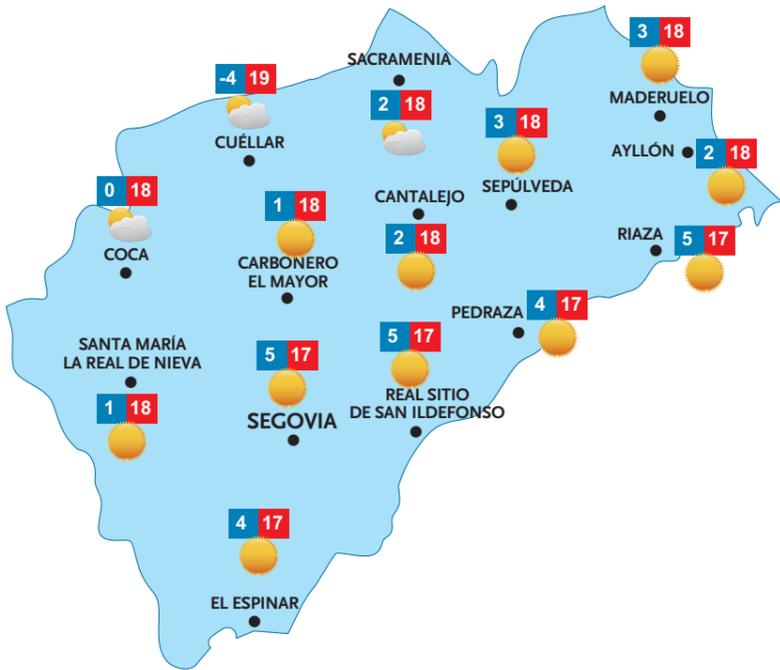 3 18
MADERUELO
SACRAMENIA
2 18
-4 19
CUÉLLAR
3 18
SEPÚLVEDA
AYLLÓN
2 18
0 18
COCA
1 18
CARBONERO
EL MAYOR
CANTALEJO
2 18
RIAZA
5 17
PEDRAZA
4 17
SANTA MARÍA
LA REAL DE NIEVA
1 18
5 17
SEGOVIA
5 17
REAL SITIO
DE SAN ILDEFONSO
4 17
EL ESPINAR